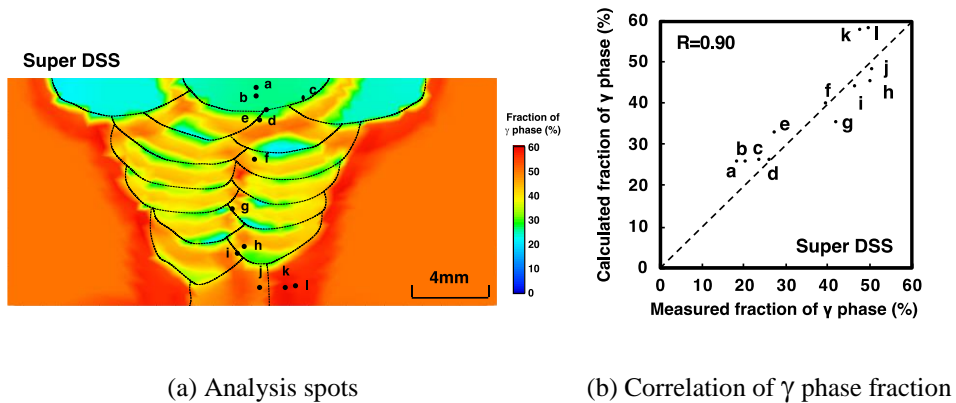 Super DSS
a
b
c
e
d
f
g
h
i
j
k
l
4mm
Fraction of
γ phase (%)
60
50
40
30
20
10
0
(a) Analysis spots
Calculated fraction of γ phase (%)
60
50
40
30
20
10
0
R=0.90
k
l
j
h
f
i
g
e
b
c
a
d
Super DSS
0
10
20
30
40
50
60
Measured fraction of γ phase (%)
(b) Correlation of γ phase fraction